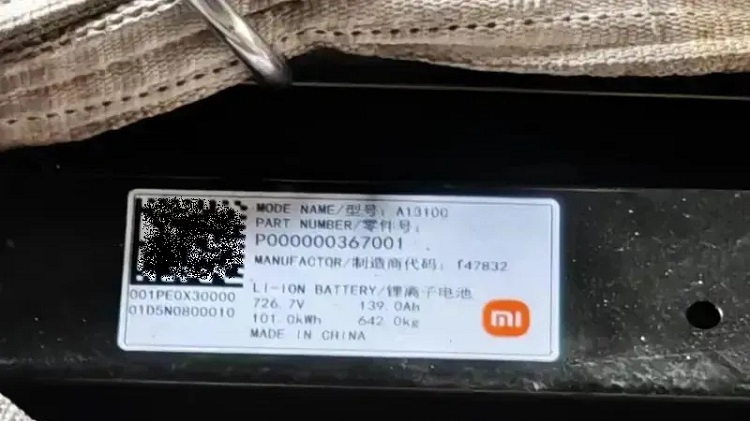 MODE NAME/型号: A13100
PART NUMBER/零件号:
P000000367001
MANUFACTOR/制造商代码: f47832
001PE0X30000
01D5N0800010
LI-ION BATTERY/锂离子电池
726.7V 139.0Ah
101.0kWh 642.0kg
MADE IN CHINA
mi